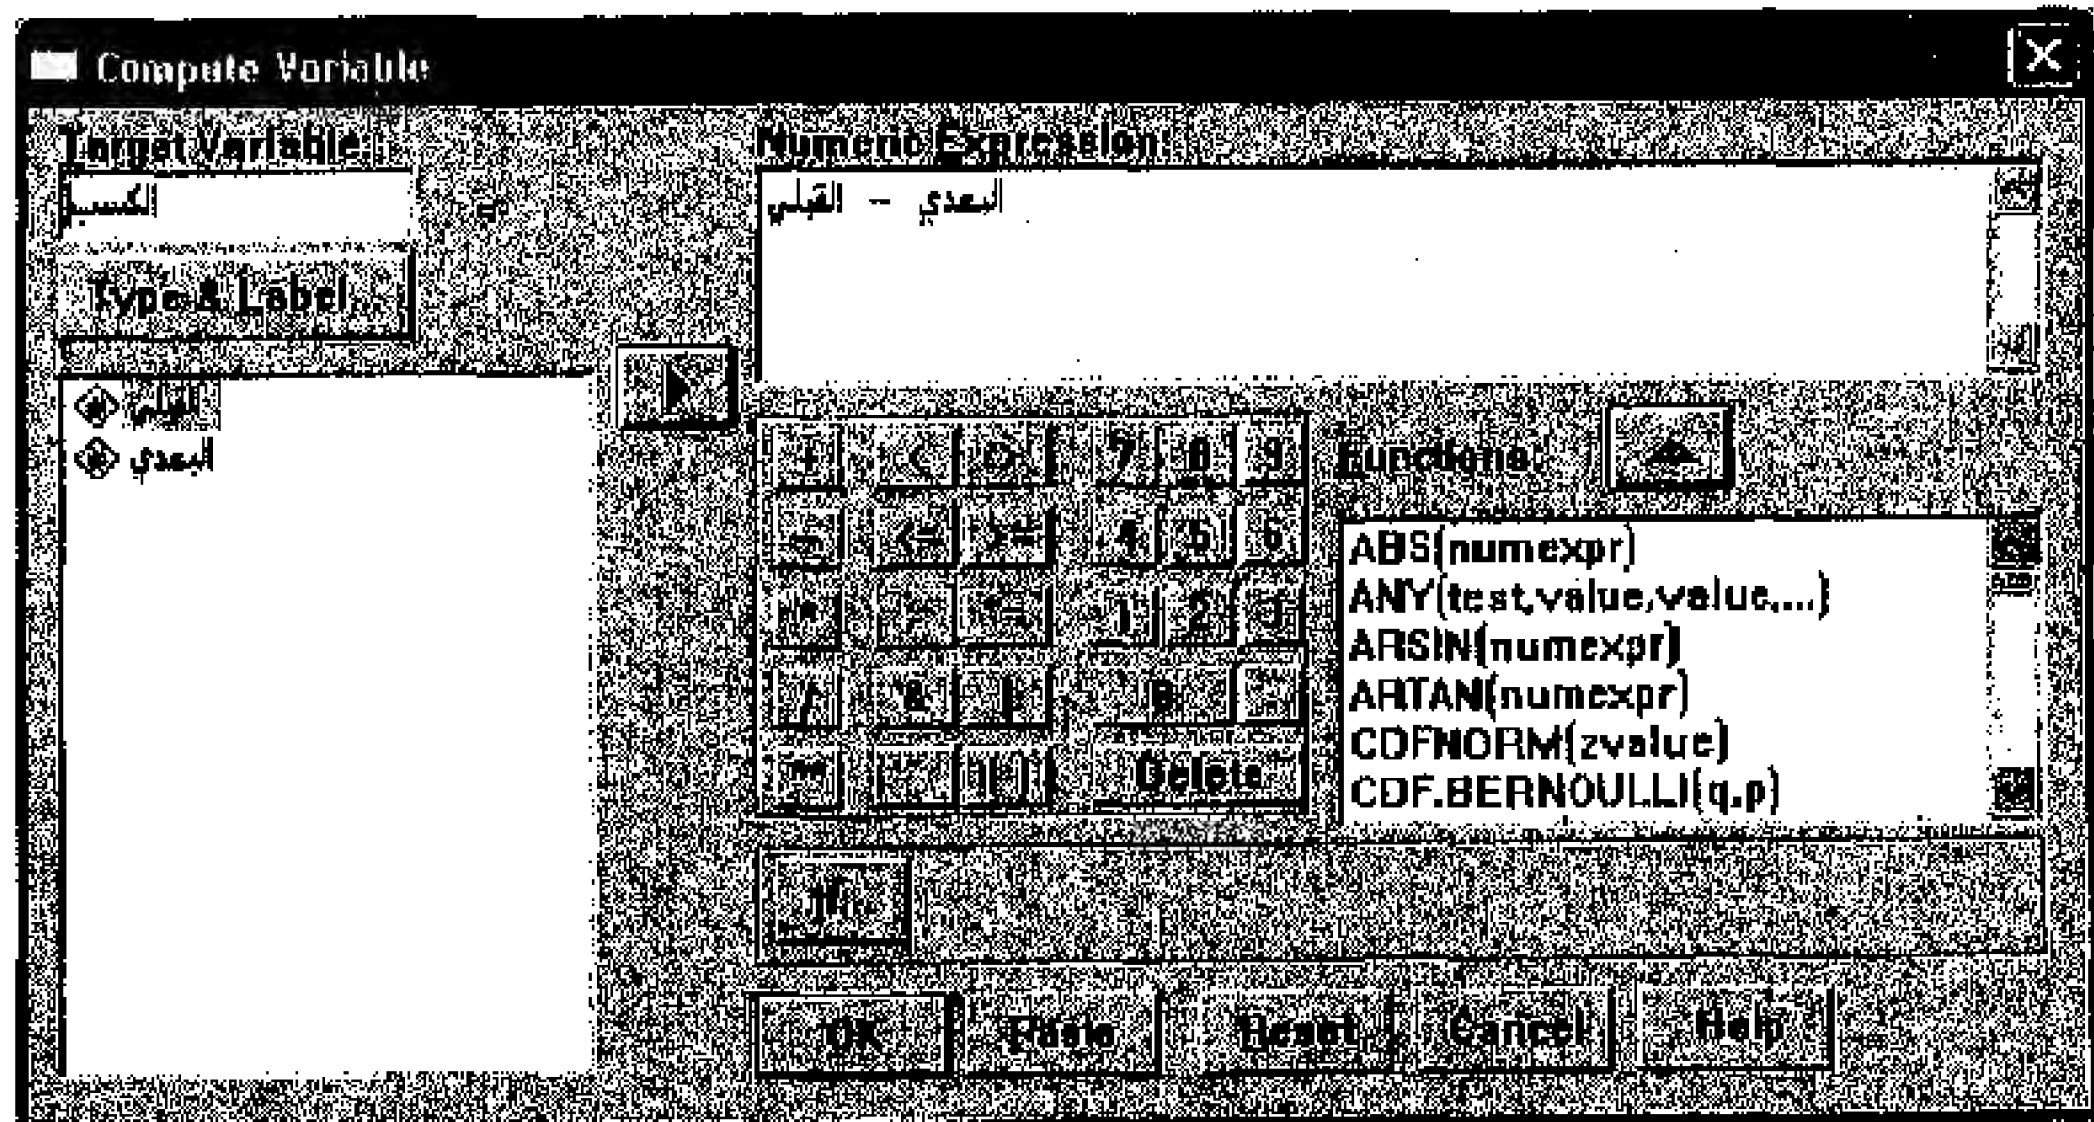 Compute Variable
Target Variable:
الكسب
Type & Label...
القبلي
البعدي
Numeric Expression:
البعدي - القبلي
+ < 7 8 9
- <= >= 4 5 6
* 1 2 3
/ & | 0 .
** ( ) Delete
Functions:
ABS(numexpr)
ANY(test,value,value,...)
ARSIN(numexpr)
ARTAN(numexpr)
CDFNORM(zvalue)
CDF.BERNOULLI(q,p)
If...
OK Paste Reset Cancel Help